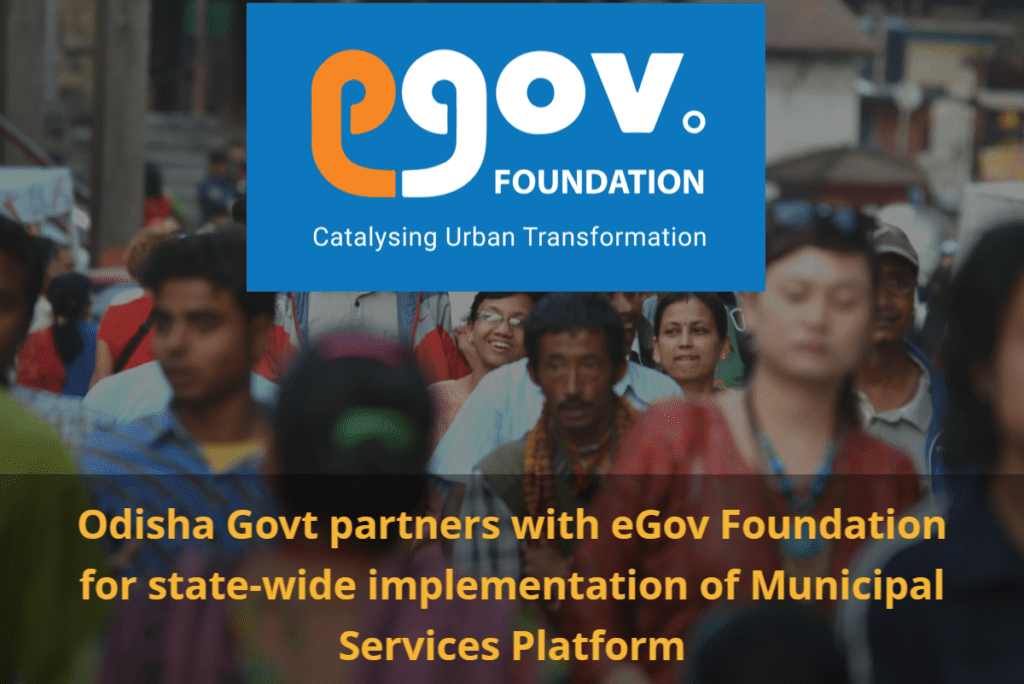 egov.
FOUNDATION
Catalysing Urban Transformation
Odisha Govt partners with eGov Foundation
for state-wide implementation of Municipal
Services Platform